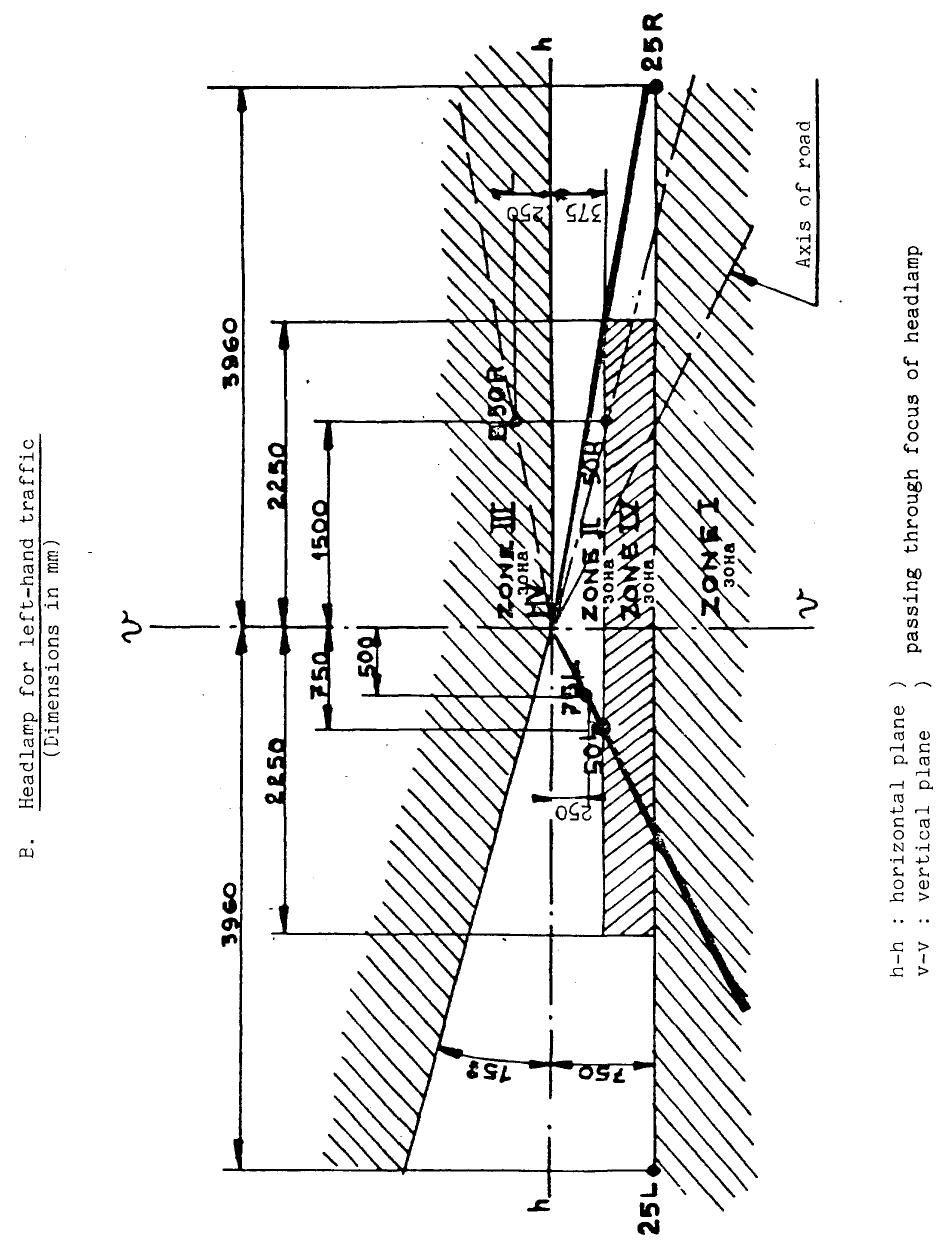 B. Headlamp for left-hand traffic
(Dimensions in mm)
3960
3960
2250
2250
750
1500
500
v
15°
B50R
ZONE III
ЗОНА
HV
250
h
h
75L
750
250
375
50L
50R
ZONE II
ЗОНА
ZONE IV
ЗОНА
25L
25R
ZONE I
ЗОНА
v
Axis of road
h-h : horizontal plane )
v-v : vertical plane )
passing through focus of headlamp